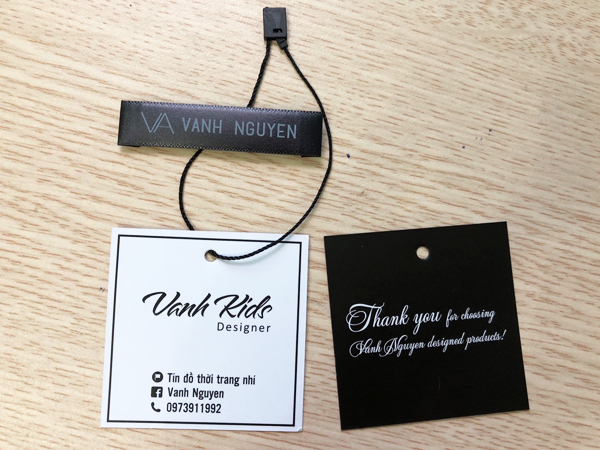 VA VANH NGUYEN
Vanh Kids
Designer
Tín đồ thời trang nhí
Vanh Nguyen
0973911992
Thank you for choosing
Vanh Nguyen designed products!